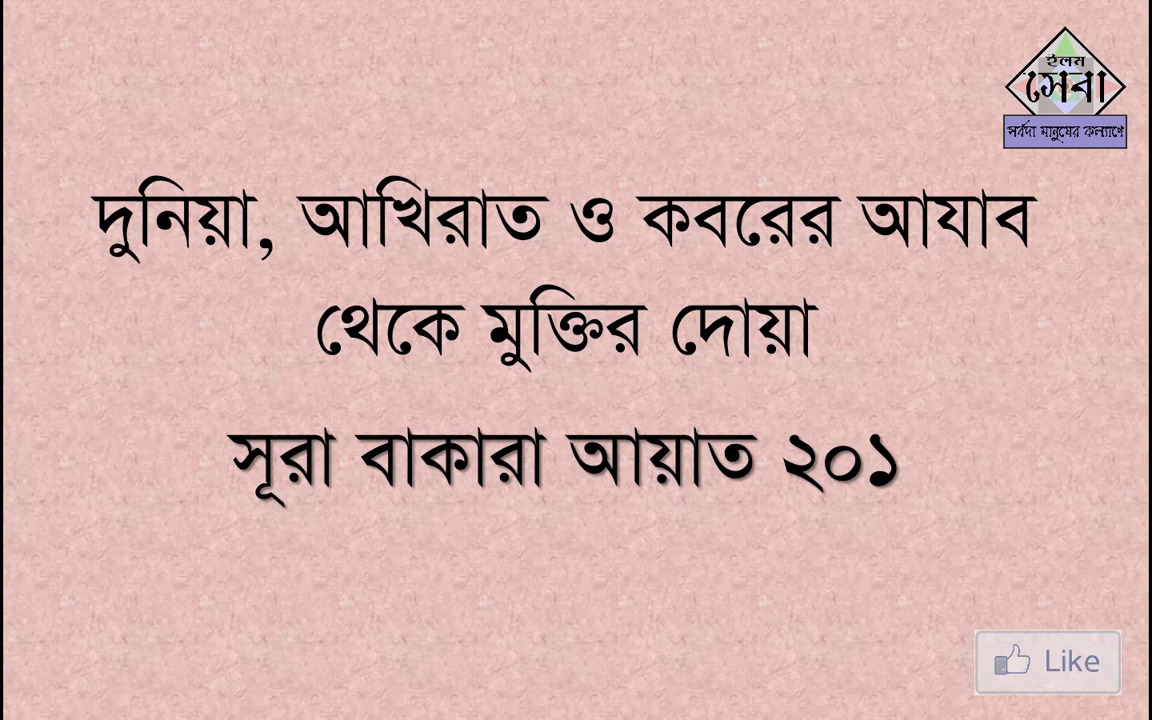 ইলম
সেবা
সর্বদা মানুষের কল্যাণে
দুনিয়া, আখিরাত ও কবরের আযাব
থেকে মুক্তির দোয়া
সূরা বাকারা আয়াত ২০১
Like